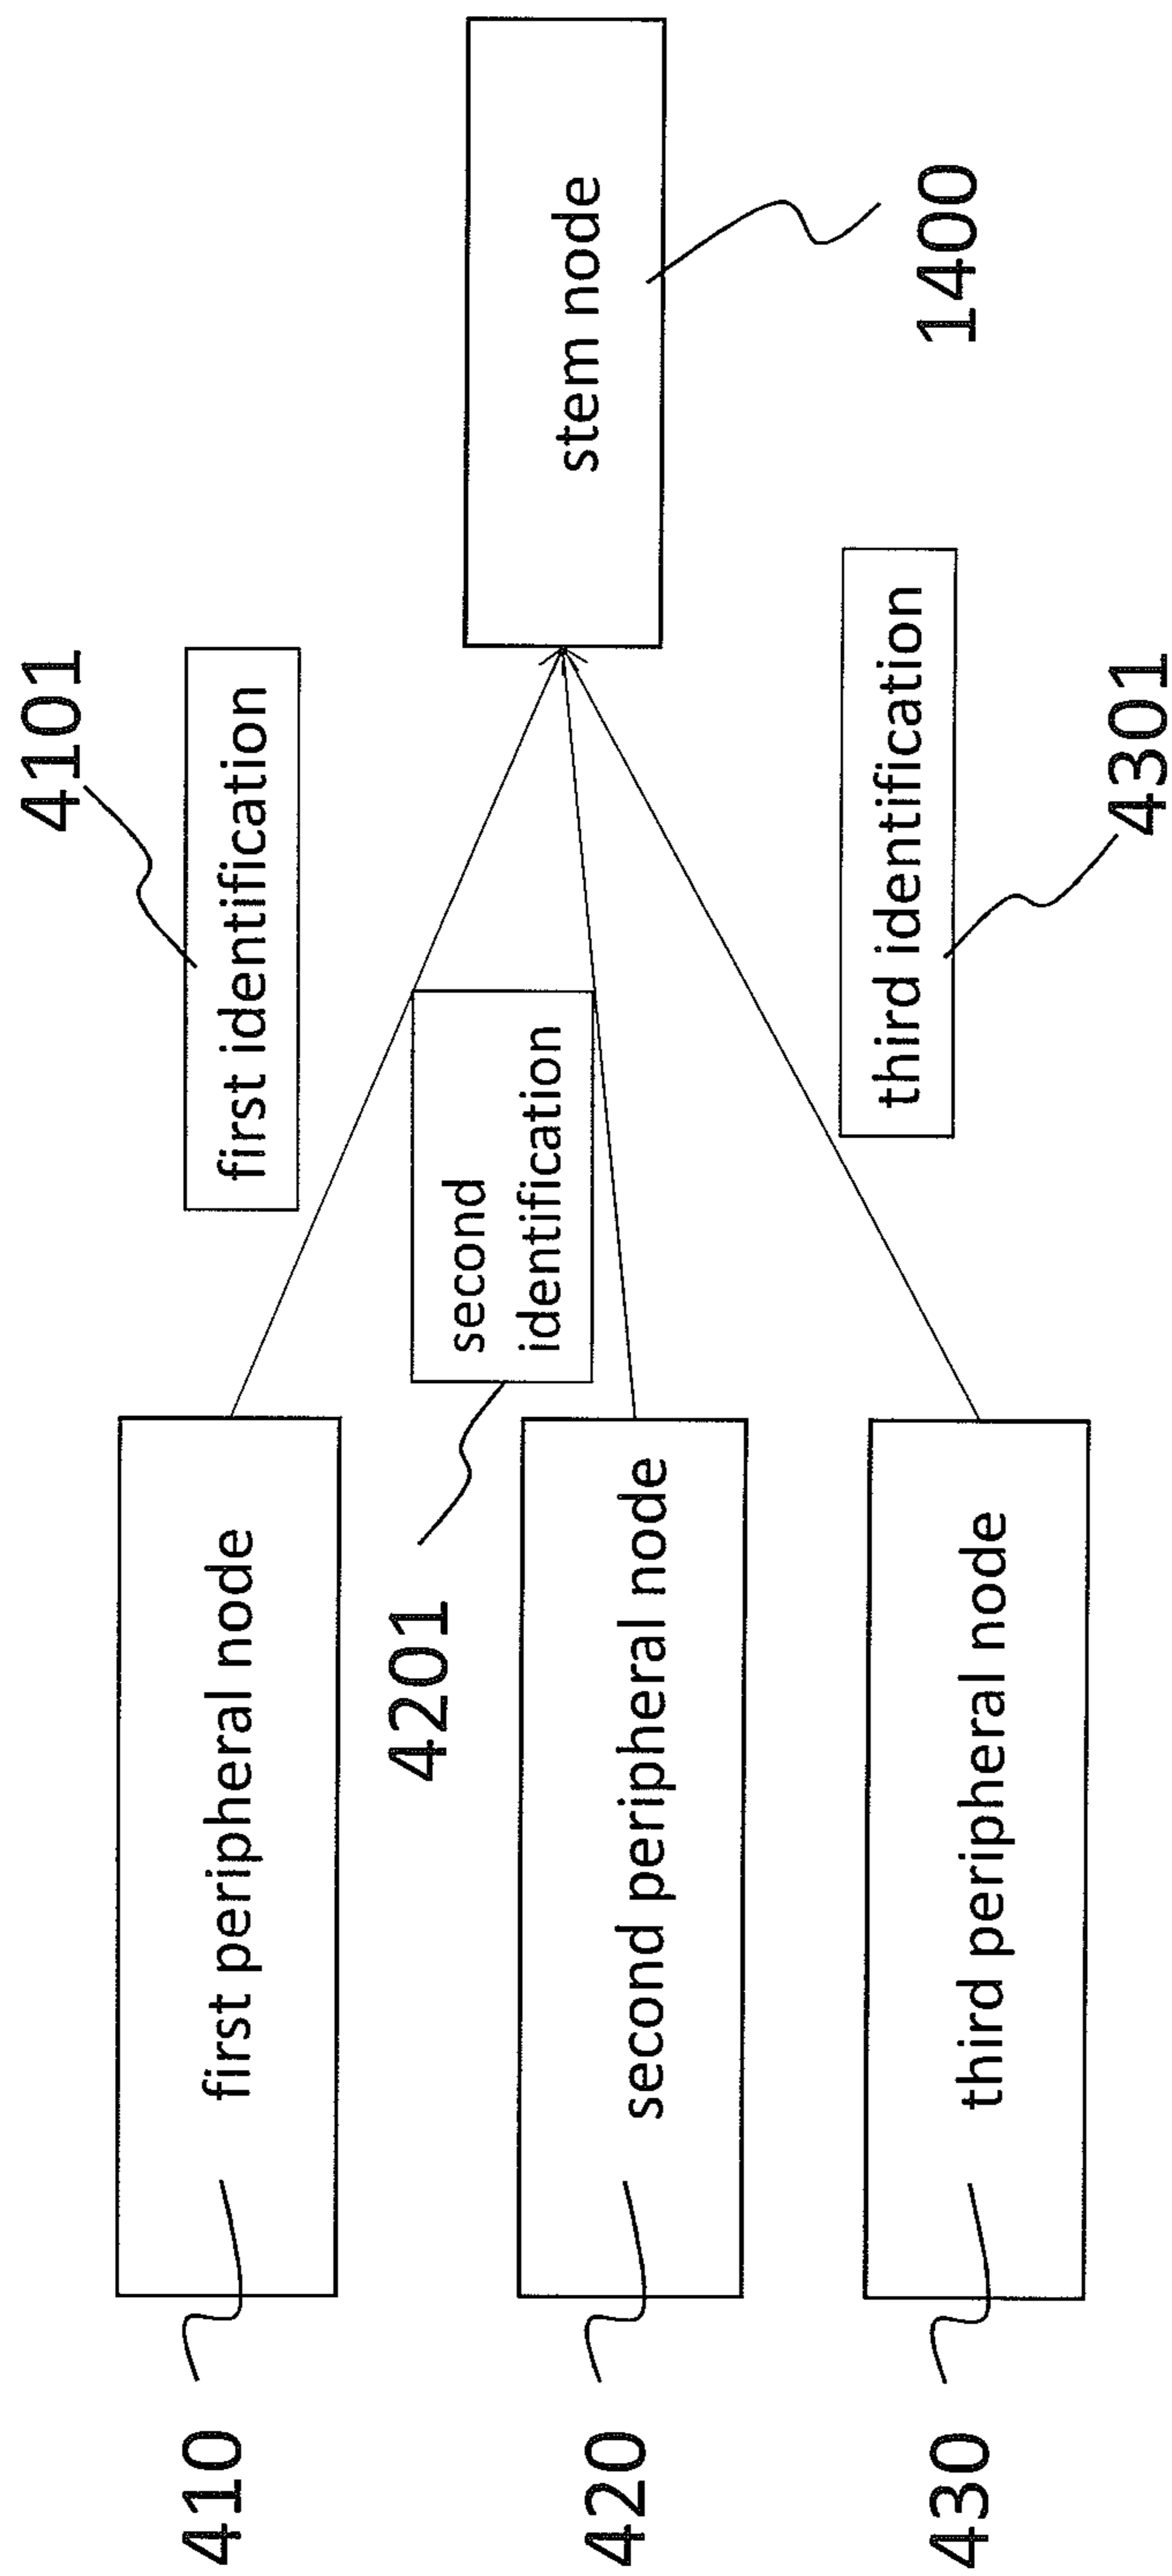 4101
first identification
410
first peripheral node
4201
second
identification
stem node
1400
420
second peripheral node
third identification
4301
430
third peripheral node